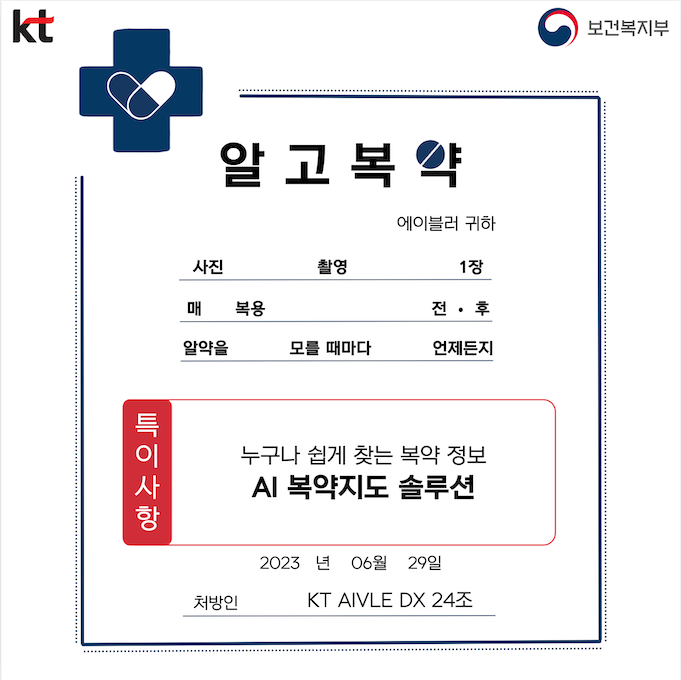 kt
보건복지부
알고복약
에이블러 귀하
사진 촬영 1장
매 복용 전 • 후
알약을 모를 때마다 언제든지
특이사항
누구나 쉽게 찾는 복약 정보
AI 복약지도 솔루션
2023 년 06월 29일
처방인 KT AIVLE DX 24조